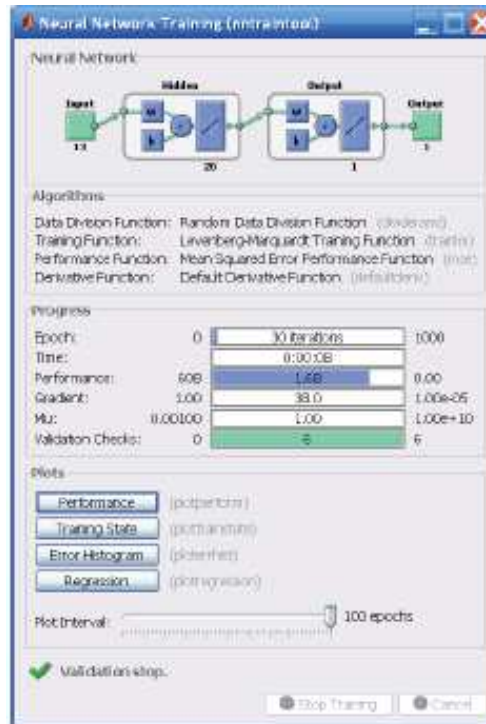 Neural Network Training (nntraintool)
Neural Network
Hidden Output
Input Output
W W
b b
13 20 1 1
Algorithms
Data Division Function: Random Data Division Function (dividerand)
Training Function: Levenberg-Marquardt Training Function (trainlm)
Performance Function: Mean Squared Error Performance Function (mse)
Derivative Function: Default Derivative Function (defaultderiv)
Progress
Epoch: 0 10 iterations 1000
Time: 0:00:08
Performance: 608 1.68 0.00
Gradient: 1.00 38.0 1.00e-05
Mu: 0.00100 1.00 1.00e+10
Validation Checks: 0 6 6
Plots
Performance (plotperform)
Training State (plottrainstate)
Error Histogram (ploterrhist)
Regression (plotregression)
Plot Interval: 100 epochs
Validation stop.
Stop Training Cancel